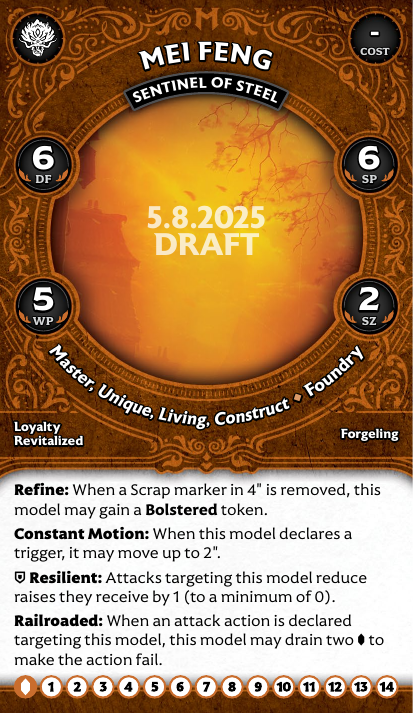 MEI FENG
SENTINEL OF STEEL
-
COST
6
DF
6
SP
5.8.2025
DRAFT
5
WP
2
SZ
Master, Unique, Living, Construct ⬥ Foundry
Loyalty
Revitalized
Forgeling
Refine: When a Scrap marker in 4" is removed, this
model may gain a Bolstered token.
Constant Motion: When this model declares a
trigger, it may move up to 2".
Resilient: Attacks targeting this model reduce
raises they receive by 1 (to a minimum of 0).
Railroaded: When an attack action is declared
targeting this model, this model may drain two ⬮ to
make the action fail.
1 2 3 4 5 6 7 8 9 10 11 12 13 14